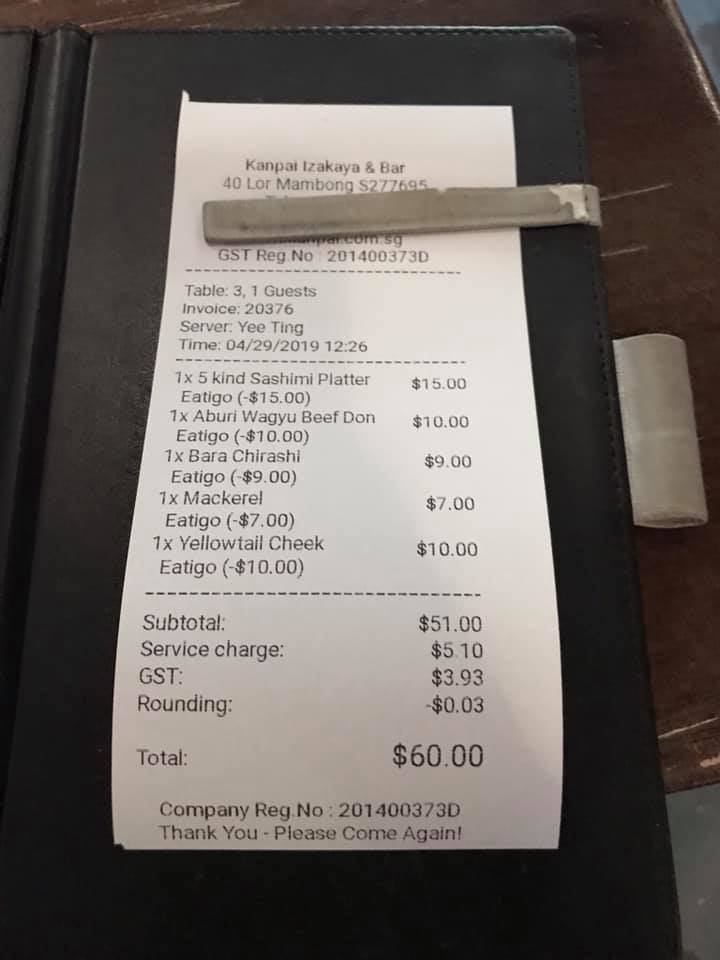 Kanpai Izakaya & Bar
40 Lor Mambong S277695
GST Reg.No : 201400373D
Table: 3, 1 Guests
Invoice: 20376
Server: Yee Ting
Time: 04/29/2019 12:26
1x 5 kind Sashimi Platter $15.00
Eatigo (-$15.00)
1x Aburi Wagyu Beef Don $10.00
Eatigo (-$10.00)
1x Bara Chirashi $9.00
Eatigo (-$9.00)
1x Mackerel $7.00
Eatigo (-$7.00)
1x Yellowtail Cheek $10.00
Eatigo (-$10.00)
Subtotal: $51.00
Service charge: $5.10
GST: $3.93
Rounding: -$0.03
Total: $60.00
Company Reg.No : 201400373D
Thank You - Please Come Again!